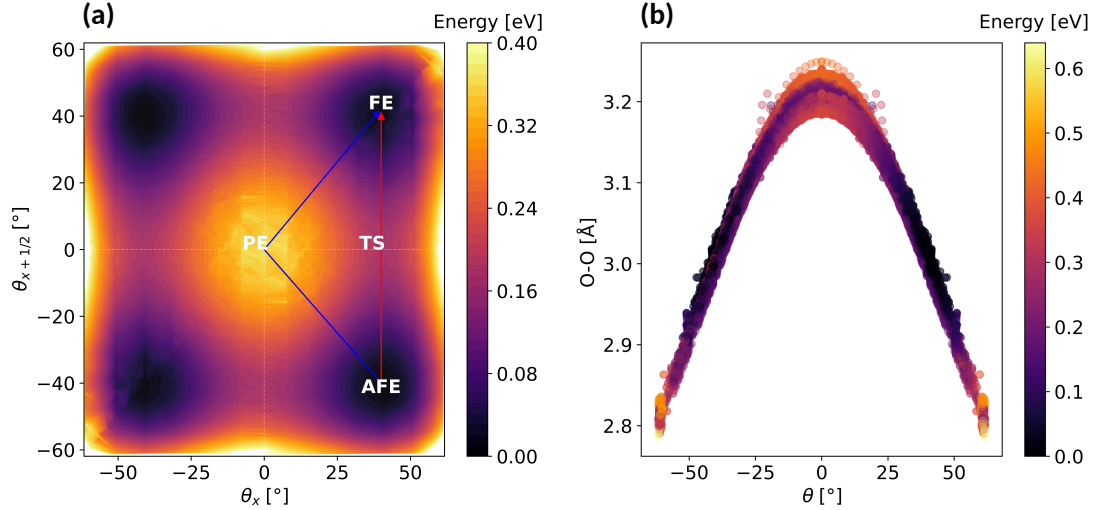 (a)
Energy [eV]
60
40
20
0
−20
−40
−60
θx+1/2 [°]
FE
PE
TS
AFE
−50
−25
0
25
50
θx [°]
0.40
0.32
0.24
0.16
0.08
0.00
(b)
Energy [eV]
3.2
3.1
3.0
2.9
2.8
O-O [Å]
−50
−25
0
25
50
θ [°]
0.6
0.5
0.4
0.3
0.2
0.1
0.0